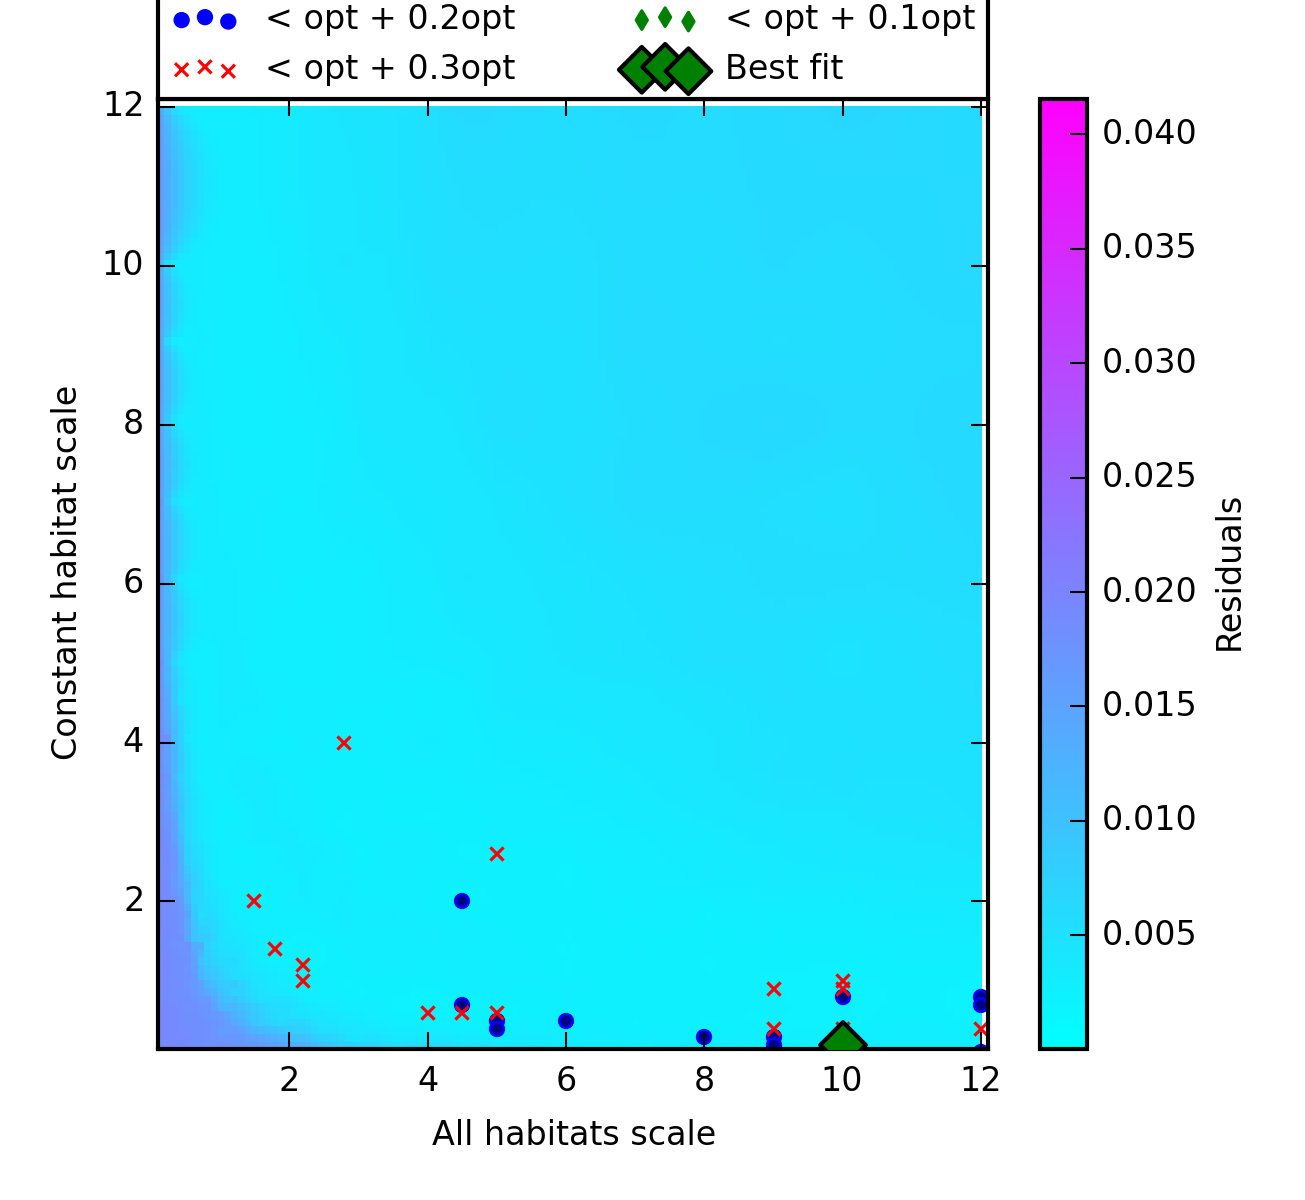 < opt + 0.2opt
< opt + 0.1opt
< opt + 0.3opt
Best fit
12
10
8
6
4
2
Constant habitat scale
2 4 6 8 10 12
All habitats scale
0.040
0.035
0.030
0.025
0.020
0.015
0.010
0.005
Residuals